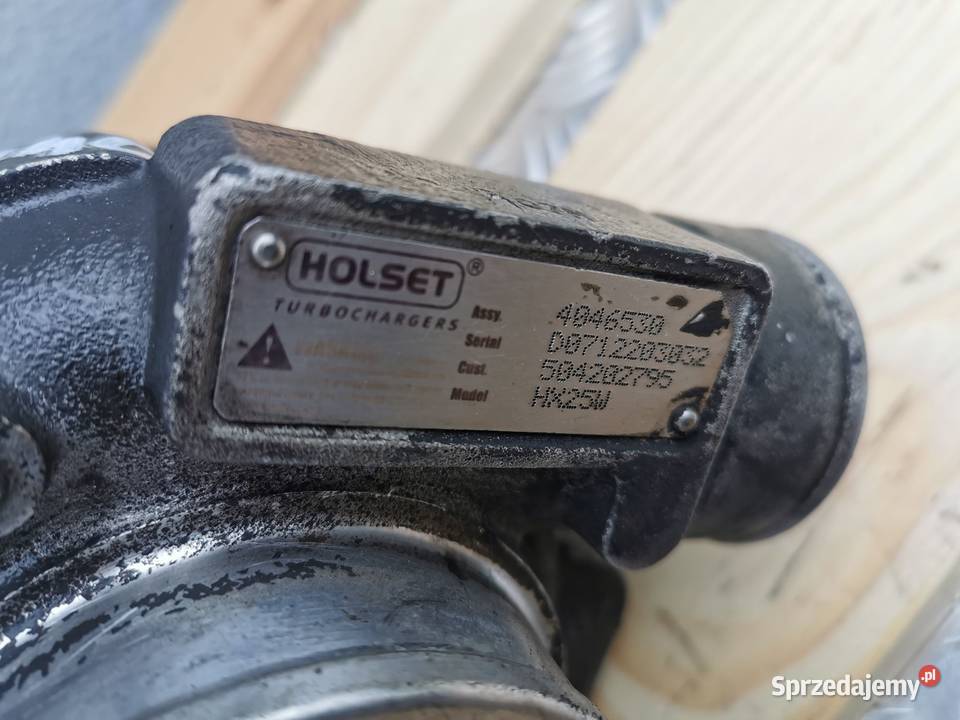 HOLSET®
TURBOCHARGERS
Assy. 4046530
Serial D0712203032
Cust. 504202795
Model HX25W
Sprzedajemy.pl